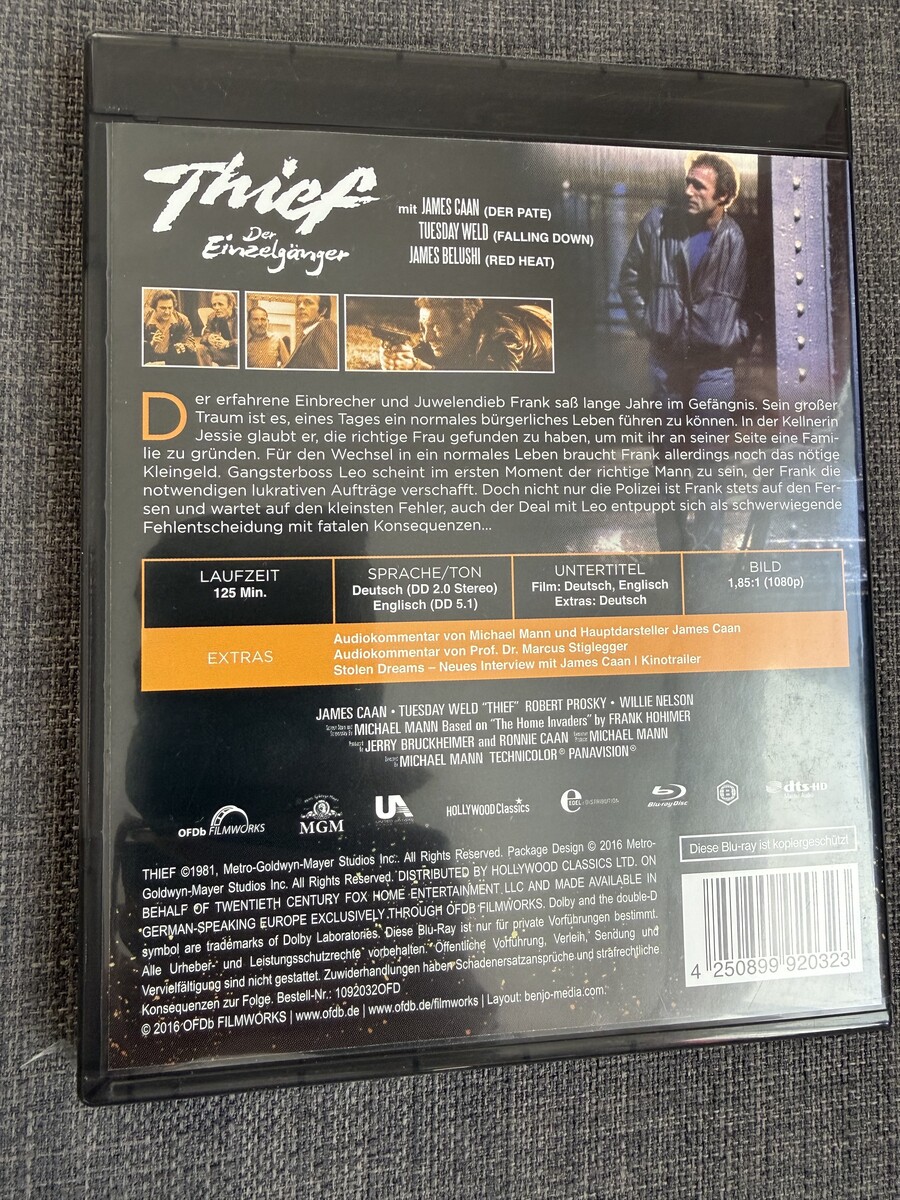 Thief
Der
Einzelgänger
mit JAMES CAAN (DER PATE)
TUESDAY WELD (FALLING DOWN)
JAMES BELUSHI (RED HEAT)
Der erfahrene Einbrecher und Juwelendieb Frank saß lange Jahre im Gefängnis. Sein großer
Traum ist es, eines Tages ein normales bürgerliches Leben führen zu können. In der Kellnerin
Jessie glaubt er, die richtige Frau gefunden zu haben, um mit ihr an seiner Seite eine Fami-
lie zu gründen. Für den Wechsel in ein normales Leben braucht Frank allerdings noch das nötige
Kleingeld. Gangsterboss Leo scheint im ersten Moment der richtige Mann zu sein, der Frank die
notwendigen lukrativen Aufträge verschafft. Doch nicht nur die Polizei ist Frank stets auf den Fer-
sen und wartet auf den kleinsten Fehler, auch der Deal mit Leo entpuppt sich als schwerwiegende
Fehlentscheidung mit fatalen Konsequenzen...
LAUFZEIT
125 Min.
SPRACHE/TON
Deutsch (DD 2.0 Stereo)
Englisch (DD 5.1)
UNTERTITEL
Film: Deutsch, Englisch
Extras: Deutsch
BILD
1,85:1 (1080p)
EXTRAS
Audiokommentar von Michael Mann und Hauptdarsteller James Caan
Audiokommentar von Prof. Dr. Marcus Stiglegger
Stolen Dreams – Neues Interview mit James Caan | Kinotrailer
JAMES CAAN • TUESDAY WELD "THIEF" ROBERT PROSKY • WILLIE NELSON
MICHAEL MANN Based on "The Home Invaders" by FRANK HOHIMER
JERRY BRUCKHEIMER and RONNIE CAAN MICHAEL MANN
MICHAEL MANN TECHNICOLOR® PANAVISION®
OFDb FILMWORKS
MGM
UA
HOLLYWOOD CLASSICS
EDEL : DISTRIBUTION
Blu-ray Disc
B
dts-HD
Master Audio
Diese Blu-ray ist kopiergeschützt
THIEF ©1981, Metro-Goldwyn-Mayer Studios Inc. All Rights Reserved. Package Design © 2016 Metro-
Goldwyn-Mayer Studios Inc. All Rights Reserved. DISTRIBUTED BY HOLLYWOOD CLASSICS LTD. ON
BEHALF OF TWENTIETH CENTURY FOX HOME ENTERTAINMENT LLC AND MADE AVAILABLE IN
GERMAN-SPEAKING EUROPE EXCLUSIVELY THROUGH OFDB FILMWORKS. Dolby and the double-D
symbol are trademarks of Dolby Laboratories. Diese Blu-Ray ist nur für private Vorführungen bestimmt.
Alle Urheber- und Leistungsschutzrechte vorbehalten. Öffentliche Vorführung, Verleih, Sendung und
Vervielfältigung sind nicht gestattet. Zuwiderhandlungen haben Schadenersatzansprüche und strafrechtliche
Konsequenzen zur Folge. Bestell-Nr.: 1092032OFD
© 2016 OFDb FILMWORKS | www.ofdb.de | www.ofdb.de/filmworks | Layout: benjo-media.com.
4 250899 920323